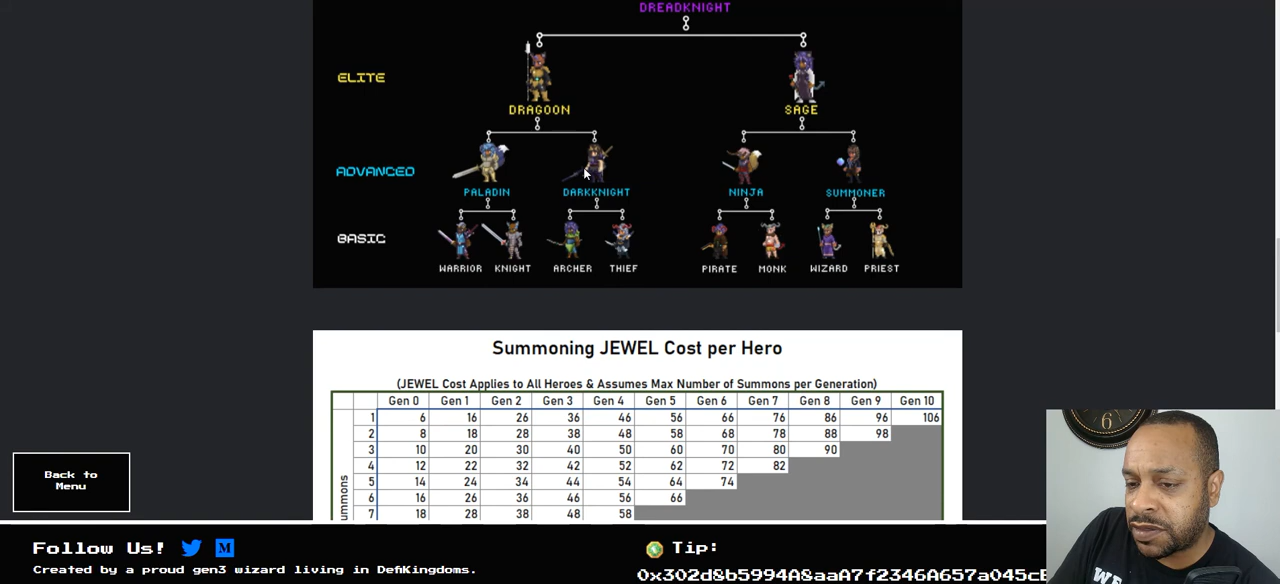 DREADKNIGHT
ELITE
DRAGOON SAGE
ADVANCED
PALADIN DARKKNIGHT NINJA SUMMONER
BASIC
WARRIOR KNIGHT ARCHER THIEF PIRATE MONK WIZARD PRIEST
Summoning JEWEL Cost per Hero
(JEWEL Cost Applies to All Heroes & Assumes Max Number of Summons per Generation)
Gen 0 Gen 1 Gen 2 Gen 3 Gen 4 Gen 5 Gen 6 Gen 7 Gen 8 Gen 9 Gen 10
1 6 16 26 36 46 56 66 76 86 96 106
2 8 18 28 38 48 58 68 78 88 98
3 10 20 30 40 50 60 70 80 90
4 12 22 32 42 52 62 72 82
5 14 24 34 44 54 64 74
6 16 26 36 46 56 66
7 18 28 38 48 58
ummons
Back to
Menu
Follow Us! M
Created by a proud gen3 wizard living in DefiKingdoms.
Tip:
6
WE